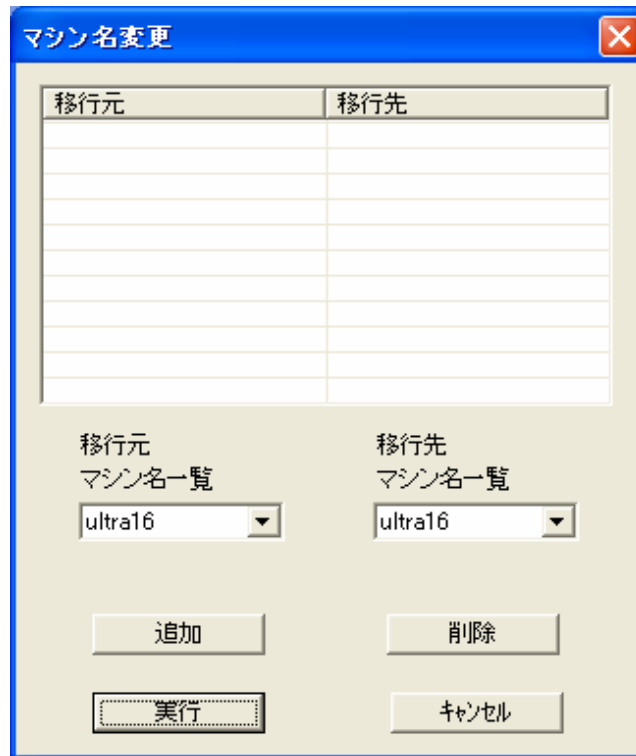 マシン名変更
移行元 移行先
移行元 移行先
マシン名一覧 マシン名一覧
ultra16 ultra16
追加 削除
実行 ｷｬﾝｾﾙ